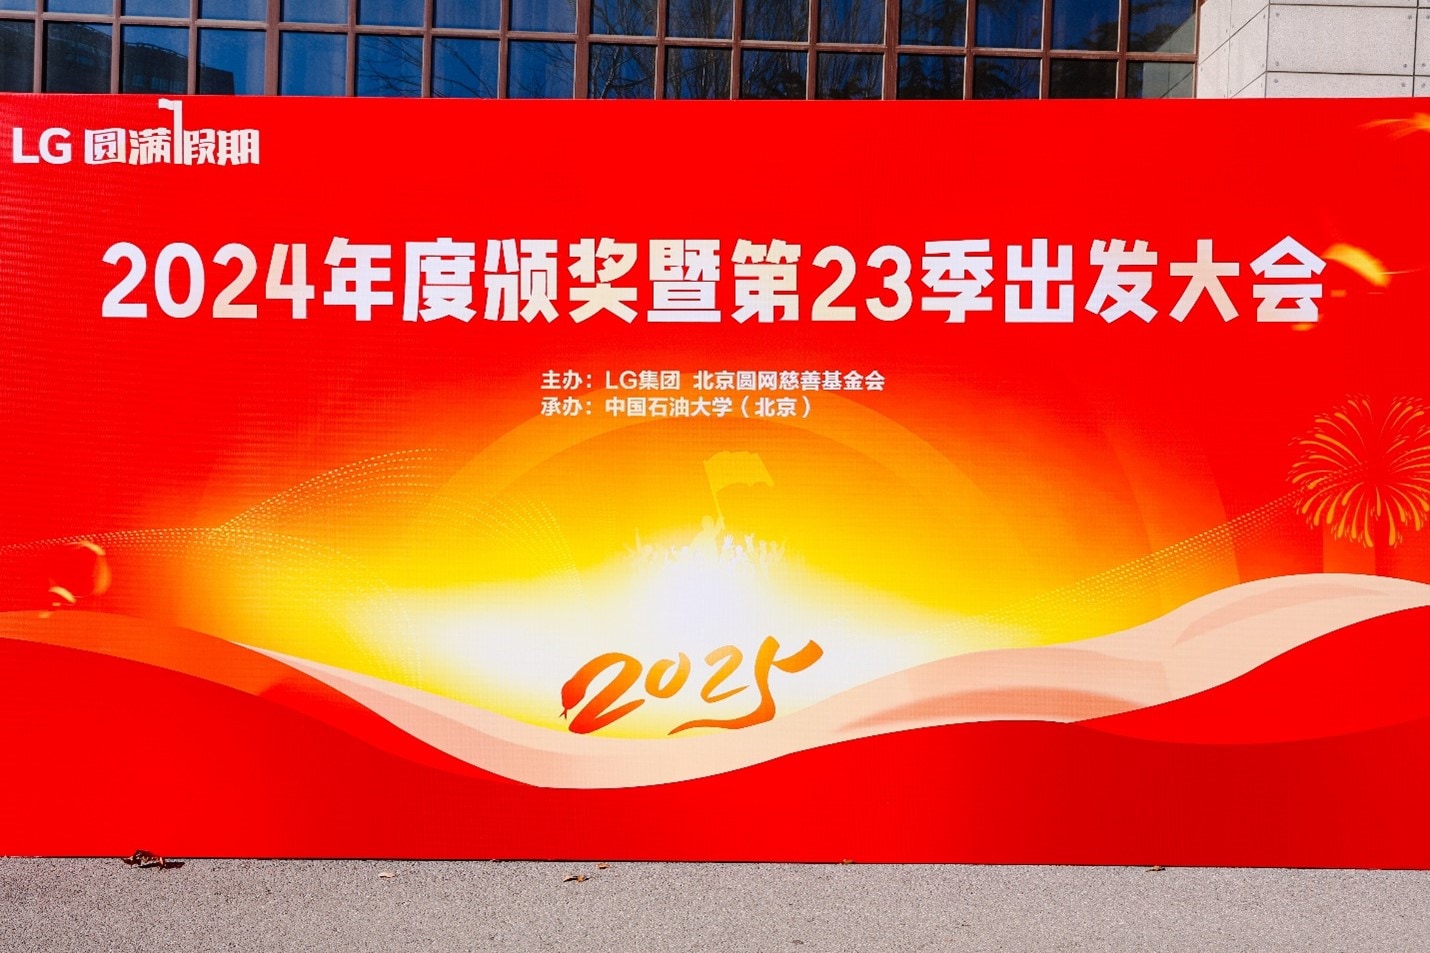 LG 圆满假期
2024年度颁奖暨第23季出发大会
主办：LG集团 北京圆网慈善基金会
承办：中国石油大学（北京）
2025